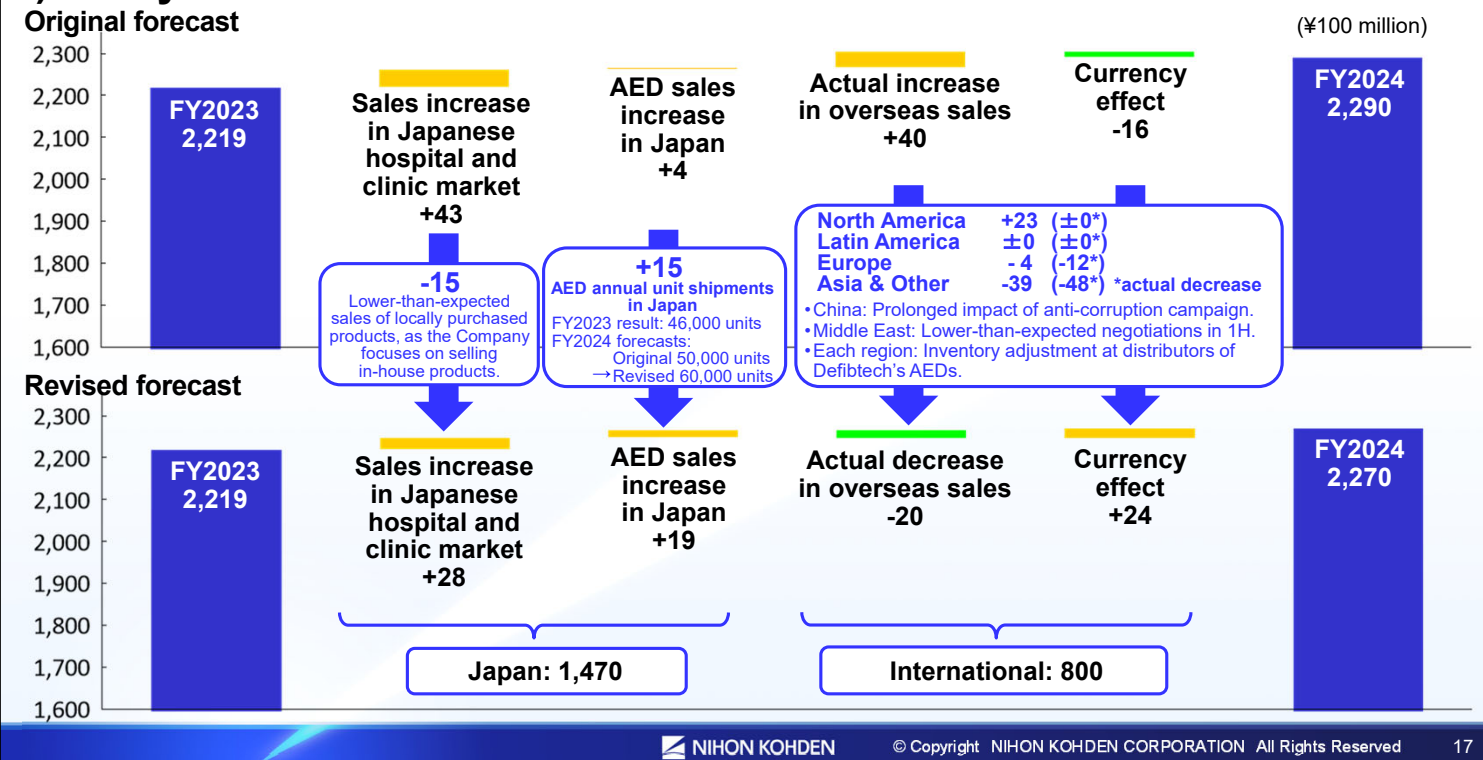 Original forecast
(¥100 million)
2,300
2,200
2,100
2,000
1,900
1,800
1,700
1,600
FY2023
2,219
Sales increase
in Japanese
hospital and
clinic market
+43
AED sales
increase
in Japan
+4
Actual increase
in overseas sales
+40
Currency
effect
-16
FY2024
2,290
-15
Lower-than-expected
sales of locally purchased
products, as the Company
focuses on selling
in-house products.
+15
AED annual unit shipments
in Japan
FY2023 result: 46,000 units
FY2024 forecasts:
Original 50,000 units
→Revised 60,000 units
North America +23 (±0*)
Latin America ±0 (±0*)
Europe - 4 (-12*)
Asia & Other -39 (-48*) *actual decrease
•China: Prolonged impact of anti-corruption campaign.
•Middle East: Lower-than-expected negotiations in 1H.
•Each region: Inventory adjustment at distributors of
Defibtech's AEDs.
Revised forecast
2,300
2,200
2,100
2,000
1,900
1,800
1,700
1,600
FY2023
2,219
Sales increase
in Japanese
hospital and
clinic market
+28
AED sales
increase
in Japan
+19
Actual decrease
in overseas sales
-20
Currency
effect
+24
FY2024
2,270
Japan: 1,470
International: 800
NIHON KOHDEN
© Copyright NIHON KOHDEN CORPORATION All Rights Reserved
17